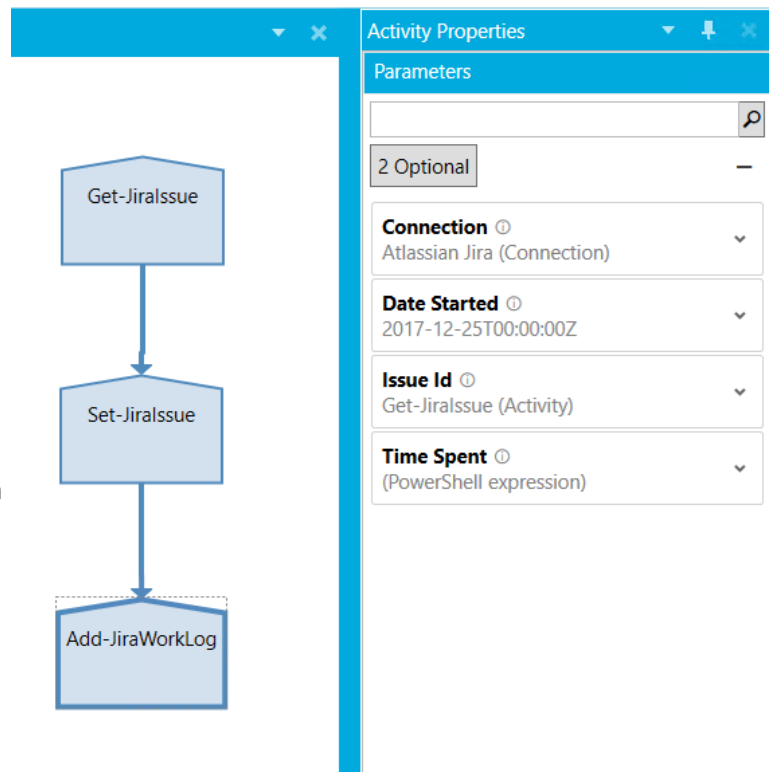 Get-JiraIssue
Set-JiraIssue
Add-JiraWorkLog
Activity Properties
Parameters
2 Optional
Connection
Atlassian Jira (Connection)
Date Started
2017-12-25T00:00:00Z
Issue Id
Get-JiraIssue (Activity)
Time Spent
(PowerShell expression)